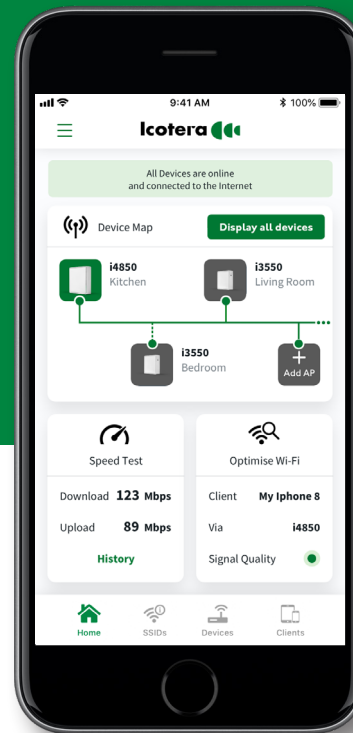 9:41 AM
100%
Icotera
All Devices are online
and connected to the Internet
Device Map
Display all devices
i4850
Kitchen
i3550
Living Room
i3550
Bedroom
Add AP
Speed Test
Download 123 Mbps
Upload 89 Mbps
History
Optimise Wi-Fi
Client My Iphone 8
Via i4850
Signal Quality
Home
SSIDs
Devices
Clients